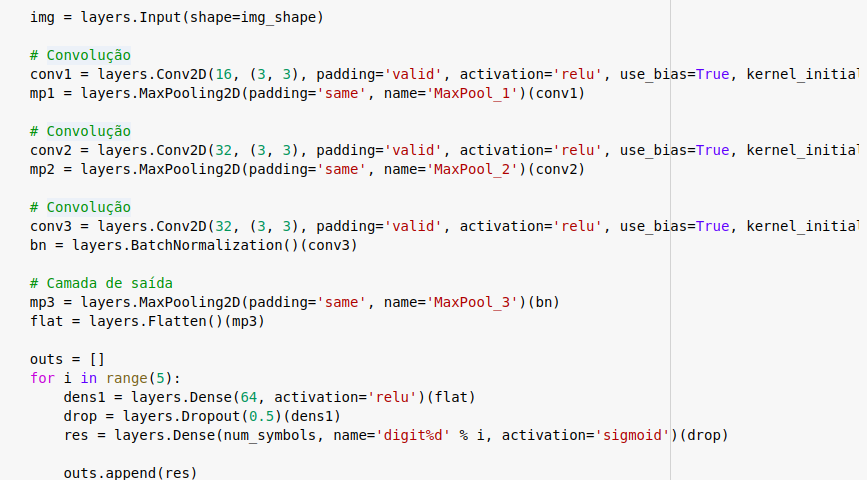 img = layers.Input(shape=img_shape)
# Convolução
conv1 = layers.Conv2D(16, (3, 3), padding='valid', activation='relu', use_bias=True, kernel_initial
mp1 = layers.MaxPooling2D(padding='same', name='MaxPool_1')(conv1)
# Convolução
conv2 = layers.Conv2D(32, (3, 3), padding='valid', activation='relu', use_bias=True, kernel_initial
mp2 = layers.MaxPooling2D(padding='same', name='MaxPool_2')(conv2)
# Convolução
conv3 = layers.Conv2D(32, (3, 3), padding='valid', activation='relu', use_bias=True, kernel_initial
bn = layers.BatchNormalization()(conv3)
# Camada de saída
mp3 = layers.MaxPooling2D(padding='same', name='MaxPool_3')(bn)
flat = layers.Flatten()(mp3)
outs = []
for i in range(5):
    dens1 = layers.Dense(64, activation='relu')(flat)
    drop = layers.Dropout(0.5)(dens1)
    res = layers.Dense(num_symbols, name='digit%d' % i, activation='sigmoid')(drop)
    outs.append(res)